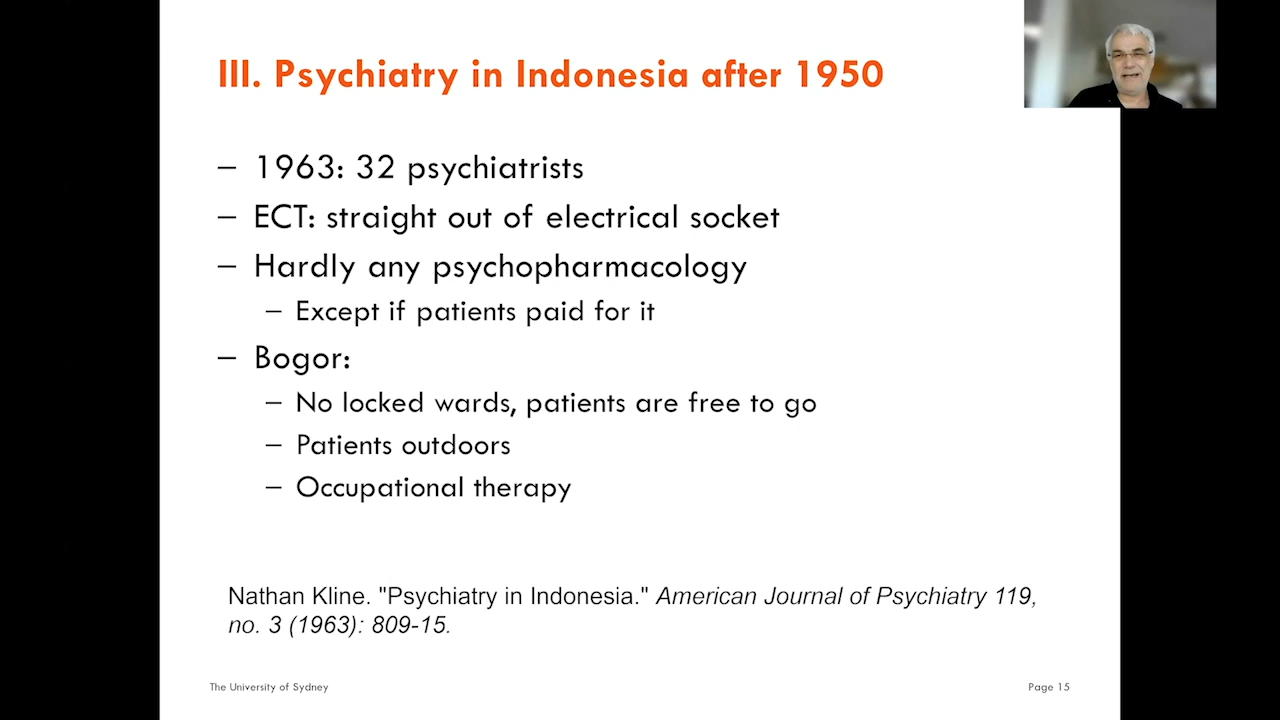 III. Psychiatry in Indonesia after 1950
– 1963: 32 psychiatrists
– ECT: straight out of electrical socket
– Hardly any psychopharmacology
– Except if patients paid for it
– Bogor:
– No locked wards, patients are free to go
– Patients outdoors
– Occupational therapy
Nathan Kline. "Psychiatry in Indonesia." American Journal of Psychiatry 119,
no. 3 (1963): 809-15.
The University of Sydney
Page 15